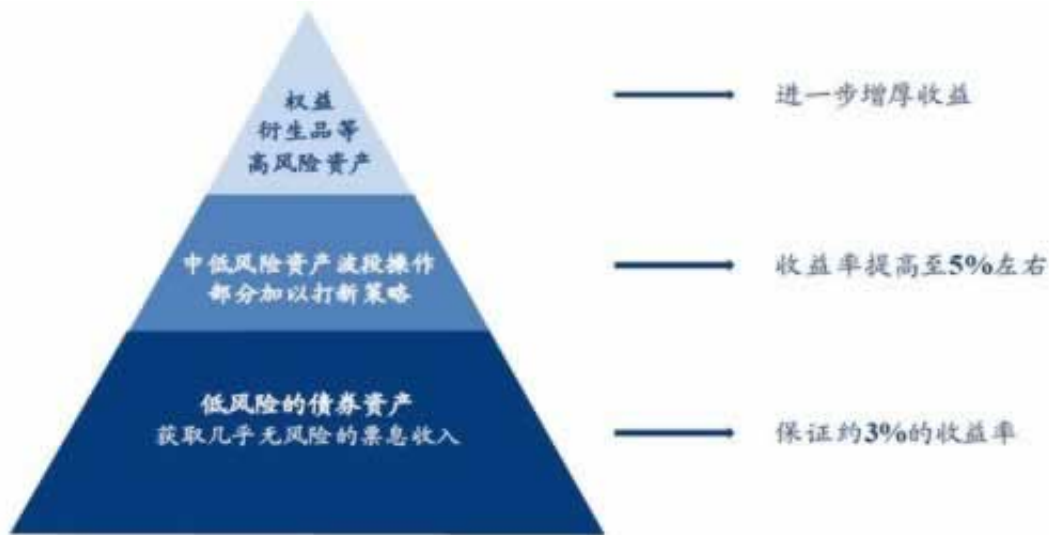 权益
衍生品等
高风险资产
进一步增厚收益
中低风险资产波段操作
部分加以打新策略
收益率提高至5%左右
低风险的债券资产
获取几乎无风险的票息收入
保证约3%的收益率